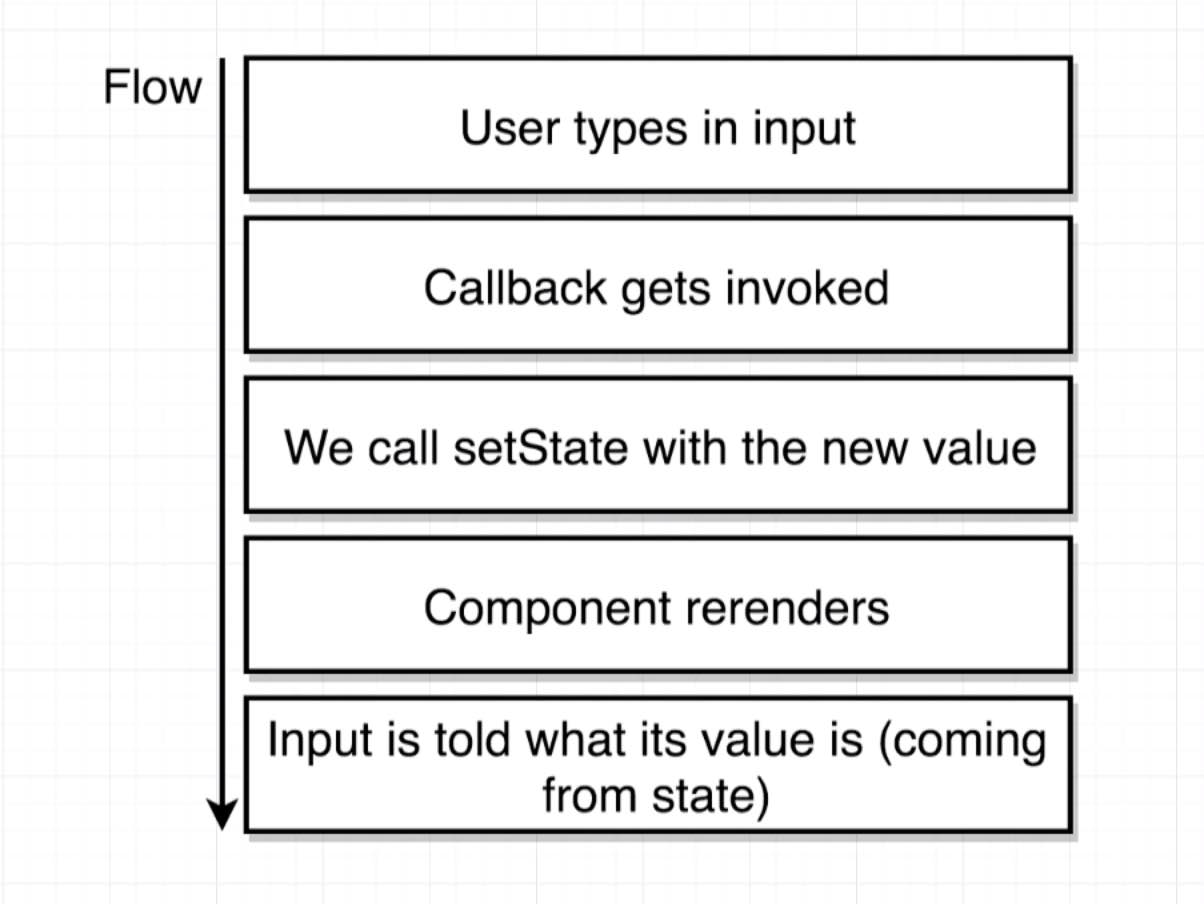 Flow
User types in input
Callback gets invoked
We call setState with the new value
Component rerenders
Input is told what its value is (coming
from state)